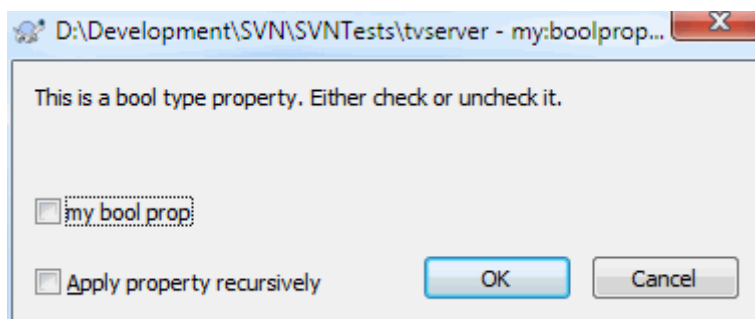 D:\Development\SVN\SVNTests\tvserver - my:boolprop...
This is a bool type property. Either check or uncheck it.
my bool prop
Apply property recursively
OK
Cancel